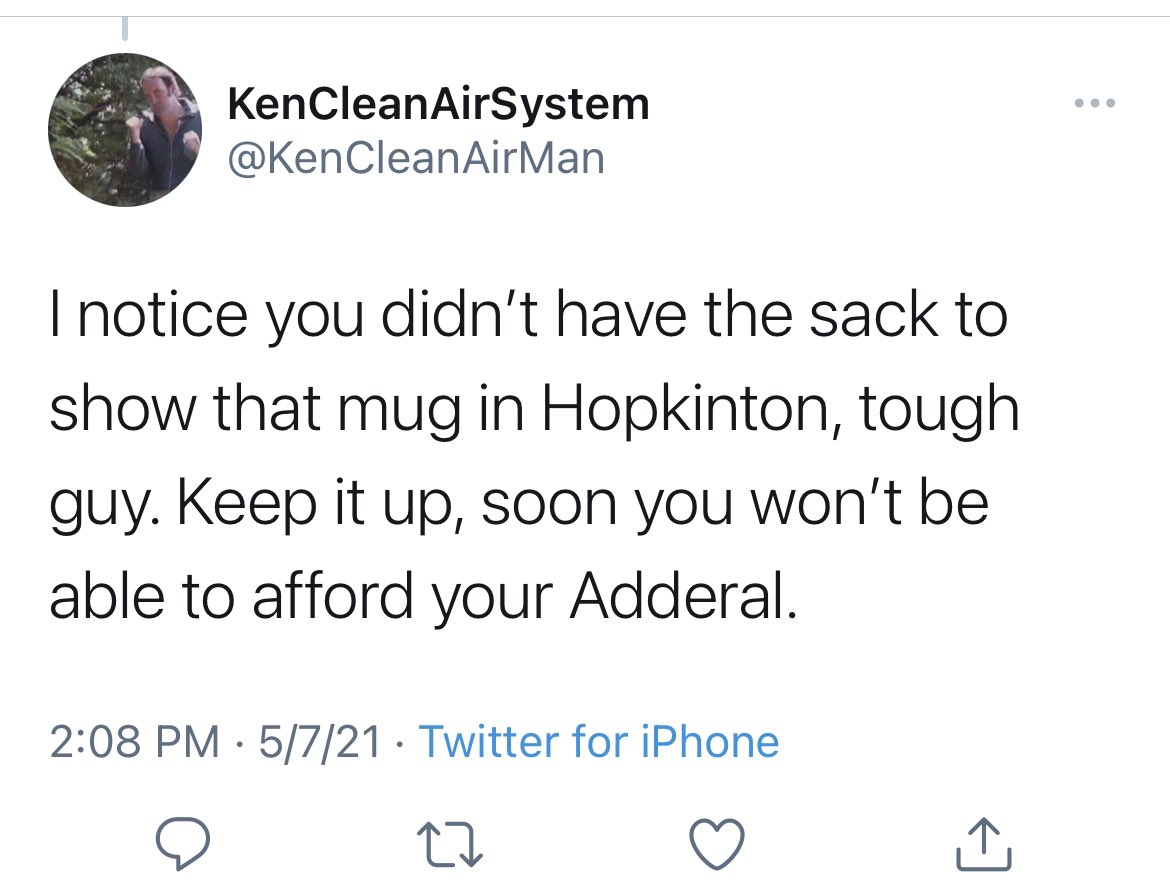 KenCleanAirSystem
@KenCleanAirMan
I notice you didn’t have the sack to
show that mug in Hopkinton, tough
guy. Keep it up, soon you won’t be
able to afford your Adderal.
2:08 PM · 5/7/21 · Twitter for iPhone